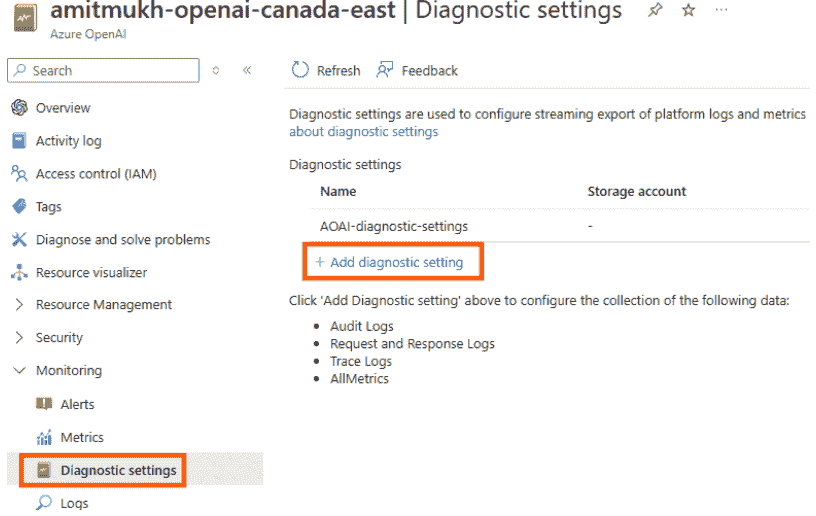 amitmukh-openai-canada-east | Diagnostic settings
Azure OpenAI
Search
Refresh
Feedback
Overview
Activity log
Access control (IAM)
Tags
Diagnose and solve problems
Resource visualizer
Resource Management
Security
Monitoring
Alerts
Metrics
Diagnostic settings
Logs
Diagnostic settings are used to configure streaming export of platform logs and metrics
about diagnostic settings
Diagnostic settings
Name Storage account
AOAI-diagnostic-settings -
+ Add diagnostic setting
Click 'Add Diagnostic setting' above to configure the collection of the following data:
• Audit Logs
• Request and Response Logs
• Trace Logs
• AllMetrics